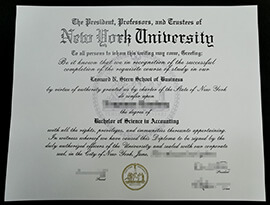 The President, Professors, and Trustees of
New York University
To all persons to whom this writing may come, Greeting:
Be it known that we in recognition of the successful completion
of the requisite course of study in our
Leonard N. Stern School of Business
by virtue of authority granted us by charter of the State of New York
do confer upon
the degree of
Bachelor of Science in Accounting
with all the rights, privileges, and immunities thereunto appertaining.
In witness whereof we have caused this Diploma to be signed by the
duly authorized officers of the University and sealed with our corporate
seal, in the City of New York, June,